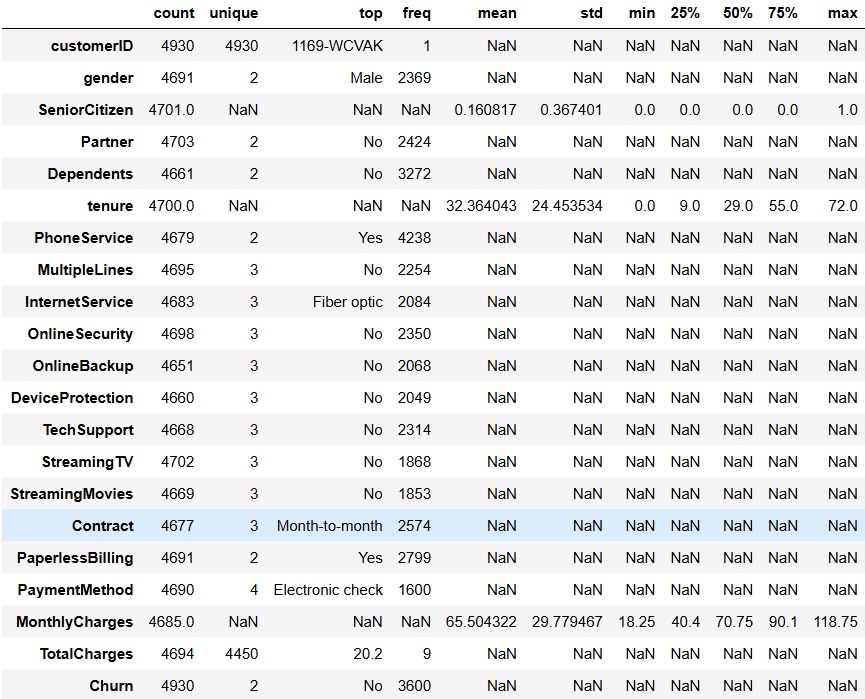 count unique top freq mean std min 25% 50% 75% max
customerID 4930 4930 1169-WCVAK 1 NaN NaN NaN NaN NaN NaN NaN
gender 4691 2 Male 2369 NaN NaN NaN NaN NaN NaN NaN
SeniorCitizen 4701.0 NaN NaN NaN 0.160817 0.367401 0.0 0.0 0.0 0.0 1.0
Partner 4703 2 No 2424 NaN NaN NaN NaN NaN NaN NaN
Dependents 4661 2 No 3272 NaN NaN NaN NaN NaN NaN NaN
tenure 4700.0 NaN NaN NaN 32.364043 24.453534 0.0 9.0 29.0 55.0 72.0
PhoneService 4679 2 Yes 4238 NaN NaN NaN NaN NaN NaN NaN
MultipleLines 4695 3 No 2254 NaN NaN NaN NaN NaN NaN NaN
InternetService 4683 3 Fiber optic 2084 NaN NaN NaN NaN NaN NaN NaN
OnlineSecurity 4698 3 No 2350 NaN NaN NaN NaN NaN NaN NaN
OnlineBackup 4651 3 No 2068 NaN NaN NaN NaN NaN NaN NaN
DeviceProtection 4660 3 No 2049 NaN NaN NaN NaN NaN NaN NaN
TechSupport 4668 3 No 2314 NaN NaN NaN NaN NaN NaN NaN
StreamingTV 4702 3 No 1868 NaN NaN NaN NaN NaN NaN NaN
StreamingMovies 4669 3 No 1853 NaN NaN NaN NaN NaN NaN NaN
Contract 4677 3 Month-to-month 2574 NaN NaN NaN NaN NaN NaN NaN
PaperlessBilling 4691 2 Yes 2799 NaN NaN NaN NaN NaN NaN NaN
PaymentMethod 4690 4 Electronic check 1600 NaN NaN NaN NaN NaN NaN NaN
MonthlyCharges 4685.0 NaN NaN NaN 65.504322 29.779467 18.25 40.4 70.75 90.1 118.75
TotalCharges 4694 4450 20.2 9 NaN NaN NaN NaN NaN NaN NaN
Churn 4930 2 No 3600 NaN NaN NaN NaN NaN NaN NaN